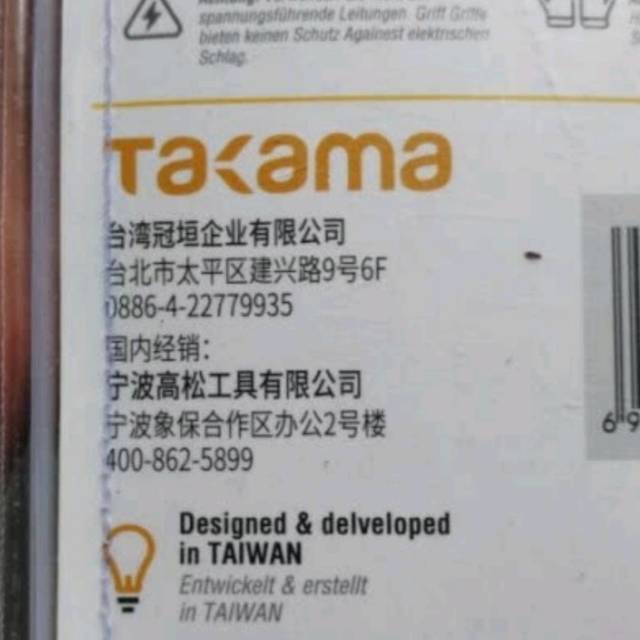 spannungsführende Leitungen. Griff Griffe
bieten keinen Schutz Againest elektrischen
Schlag.
TaKama
台湾冠垣企业有限公司
台北市太平区建兴路9号6F
0886-4-22779935
国内经销：
宁波高松工具有限公司
宁波象保合作区办公2号楼
400-862-5899
6 9
Designed & delveloped
in TAIWAN
Entwickelt & erstellt
in TAIWAN